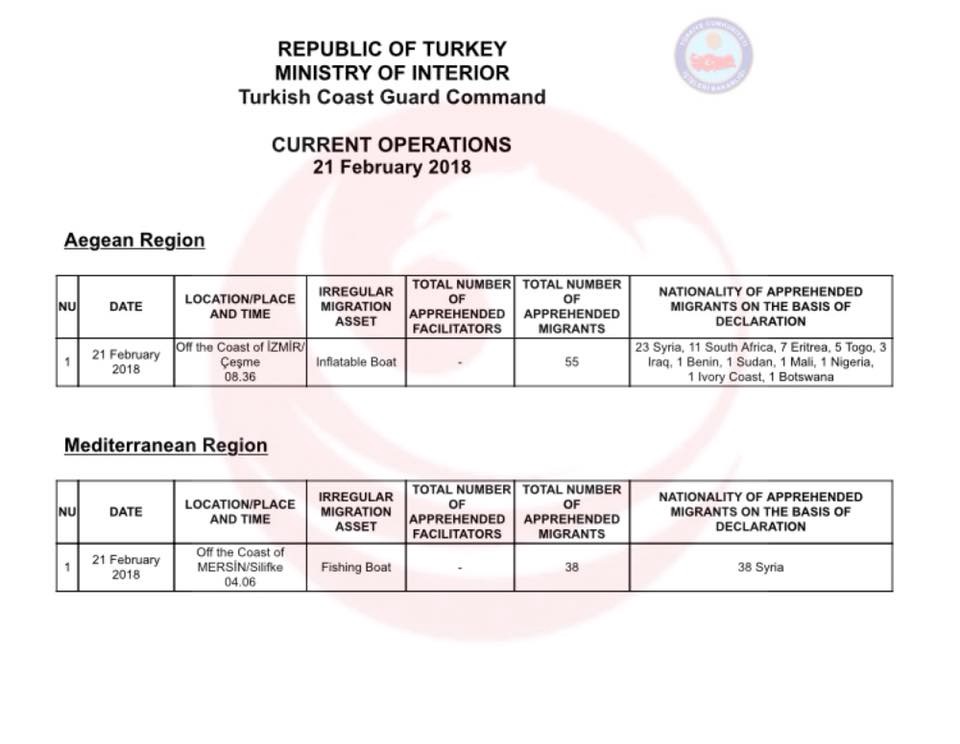 REPUBLIC OF TURKEY
MINISTRY OF INTERIOR
Turkish Coast Guard Command
CURRENT OPERATIONS
21 February 2018
Aegean Region
NU
DATE
LOCATION/PLACE
AND TIME
IRREGULAR
MIGRATION
ASSET
TOTAL NUMBER
OF
APPREHENDED
FACILITATORS
TOTAL NUMBER
OF
APPREHENDED
MIGRANTS
NATIONALITY OF APPREHENDED
MIGRANTS ON THE BASIS OF
DECLARATION
1
21 February
2018
Off the Coast of İZMİR/
Çeşme
08.36
Inflatable Boat
-
55
23 Syria, 11 South Africa, 7 Eritrea, 5 Togo, 3
Iraq, 1 Benin, 1 Sudan, 1 Mali, 1 Nigeria,
1 Ivory Coast, 1 Botswana
Mediterranean Region
NU
DATE
LOCATION/PLACE
AND TIME
IRREGULAR
MIGRATION
ASSET
TOTAL NUMBER
OF
APPREHENDED
FACILITATORS
TOTAL NUMBER
OF
APPREHENDED
MIGRANTS
NATIONALITY OF APPREHENDED
MIGRANTS ON THE BASIS OF
DECLARATION
1
21 February
2018
Off the Coast of
MERSİN/Silifke
04.06
Fishing Boat
-
38
38 Syria